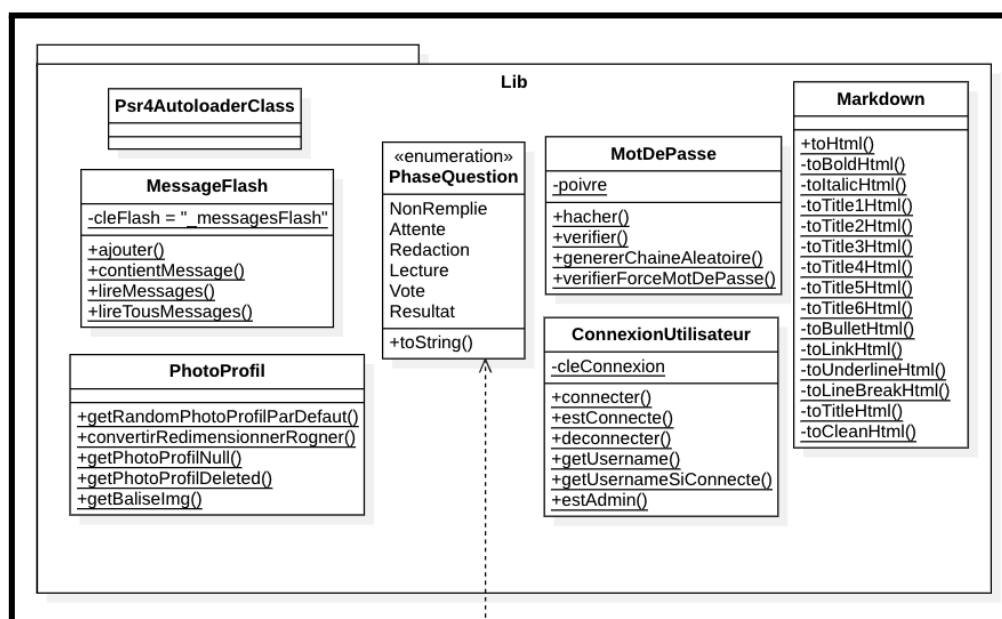 Lib
Psr4AutoloaderClass
MessageFlash
-cleFlash = "_messagesFlash"
+ajouter()
+contientMessage()
+lireMessages()
+lireTousMessages()
PhotoProfil
+getRandomPhotoProfilParDefaut()
+convertirRedimensionnerRogner()
+getPhotoProfilNull()
+getPhotoProfilDeleted()
+getBaliseImg()
«enumeration»
PhaseQuestion
NonRemplie
Attente
Redaction
Lecture
Vote
Resultat
+toString()
MotDePasse
-poivre
+hacher()
+verifier()
+genererChaineAleatoire()
+verifierForceMotDePasse()
ConnexionUtilisateur
-cleConnexion
+connecter()
+estConnecte()
+deconnecter()
+getUsername()
+getUsernameSiConnecte()
+estAdmin()
Markdown
+toHtml()
-toBoldHtml()
-toItalicHtml()
-toTitle1Html()
-toTitle2Html()
-toTitle3Html()
-toTitle4Html()
-toTitle5Html()
-toTitle6Html()
-toBulletHtml()
-toLinkHtml()
-toUnderlineHtml()
-toLineBreakHtml()
-toTitleHtml()
-toCleanHtml()